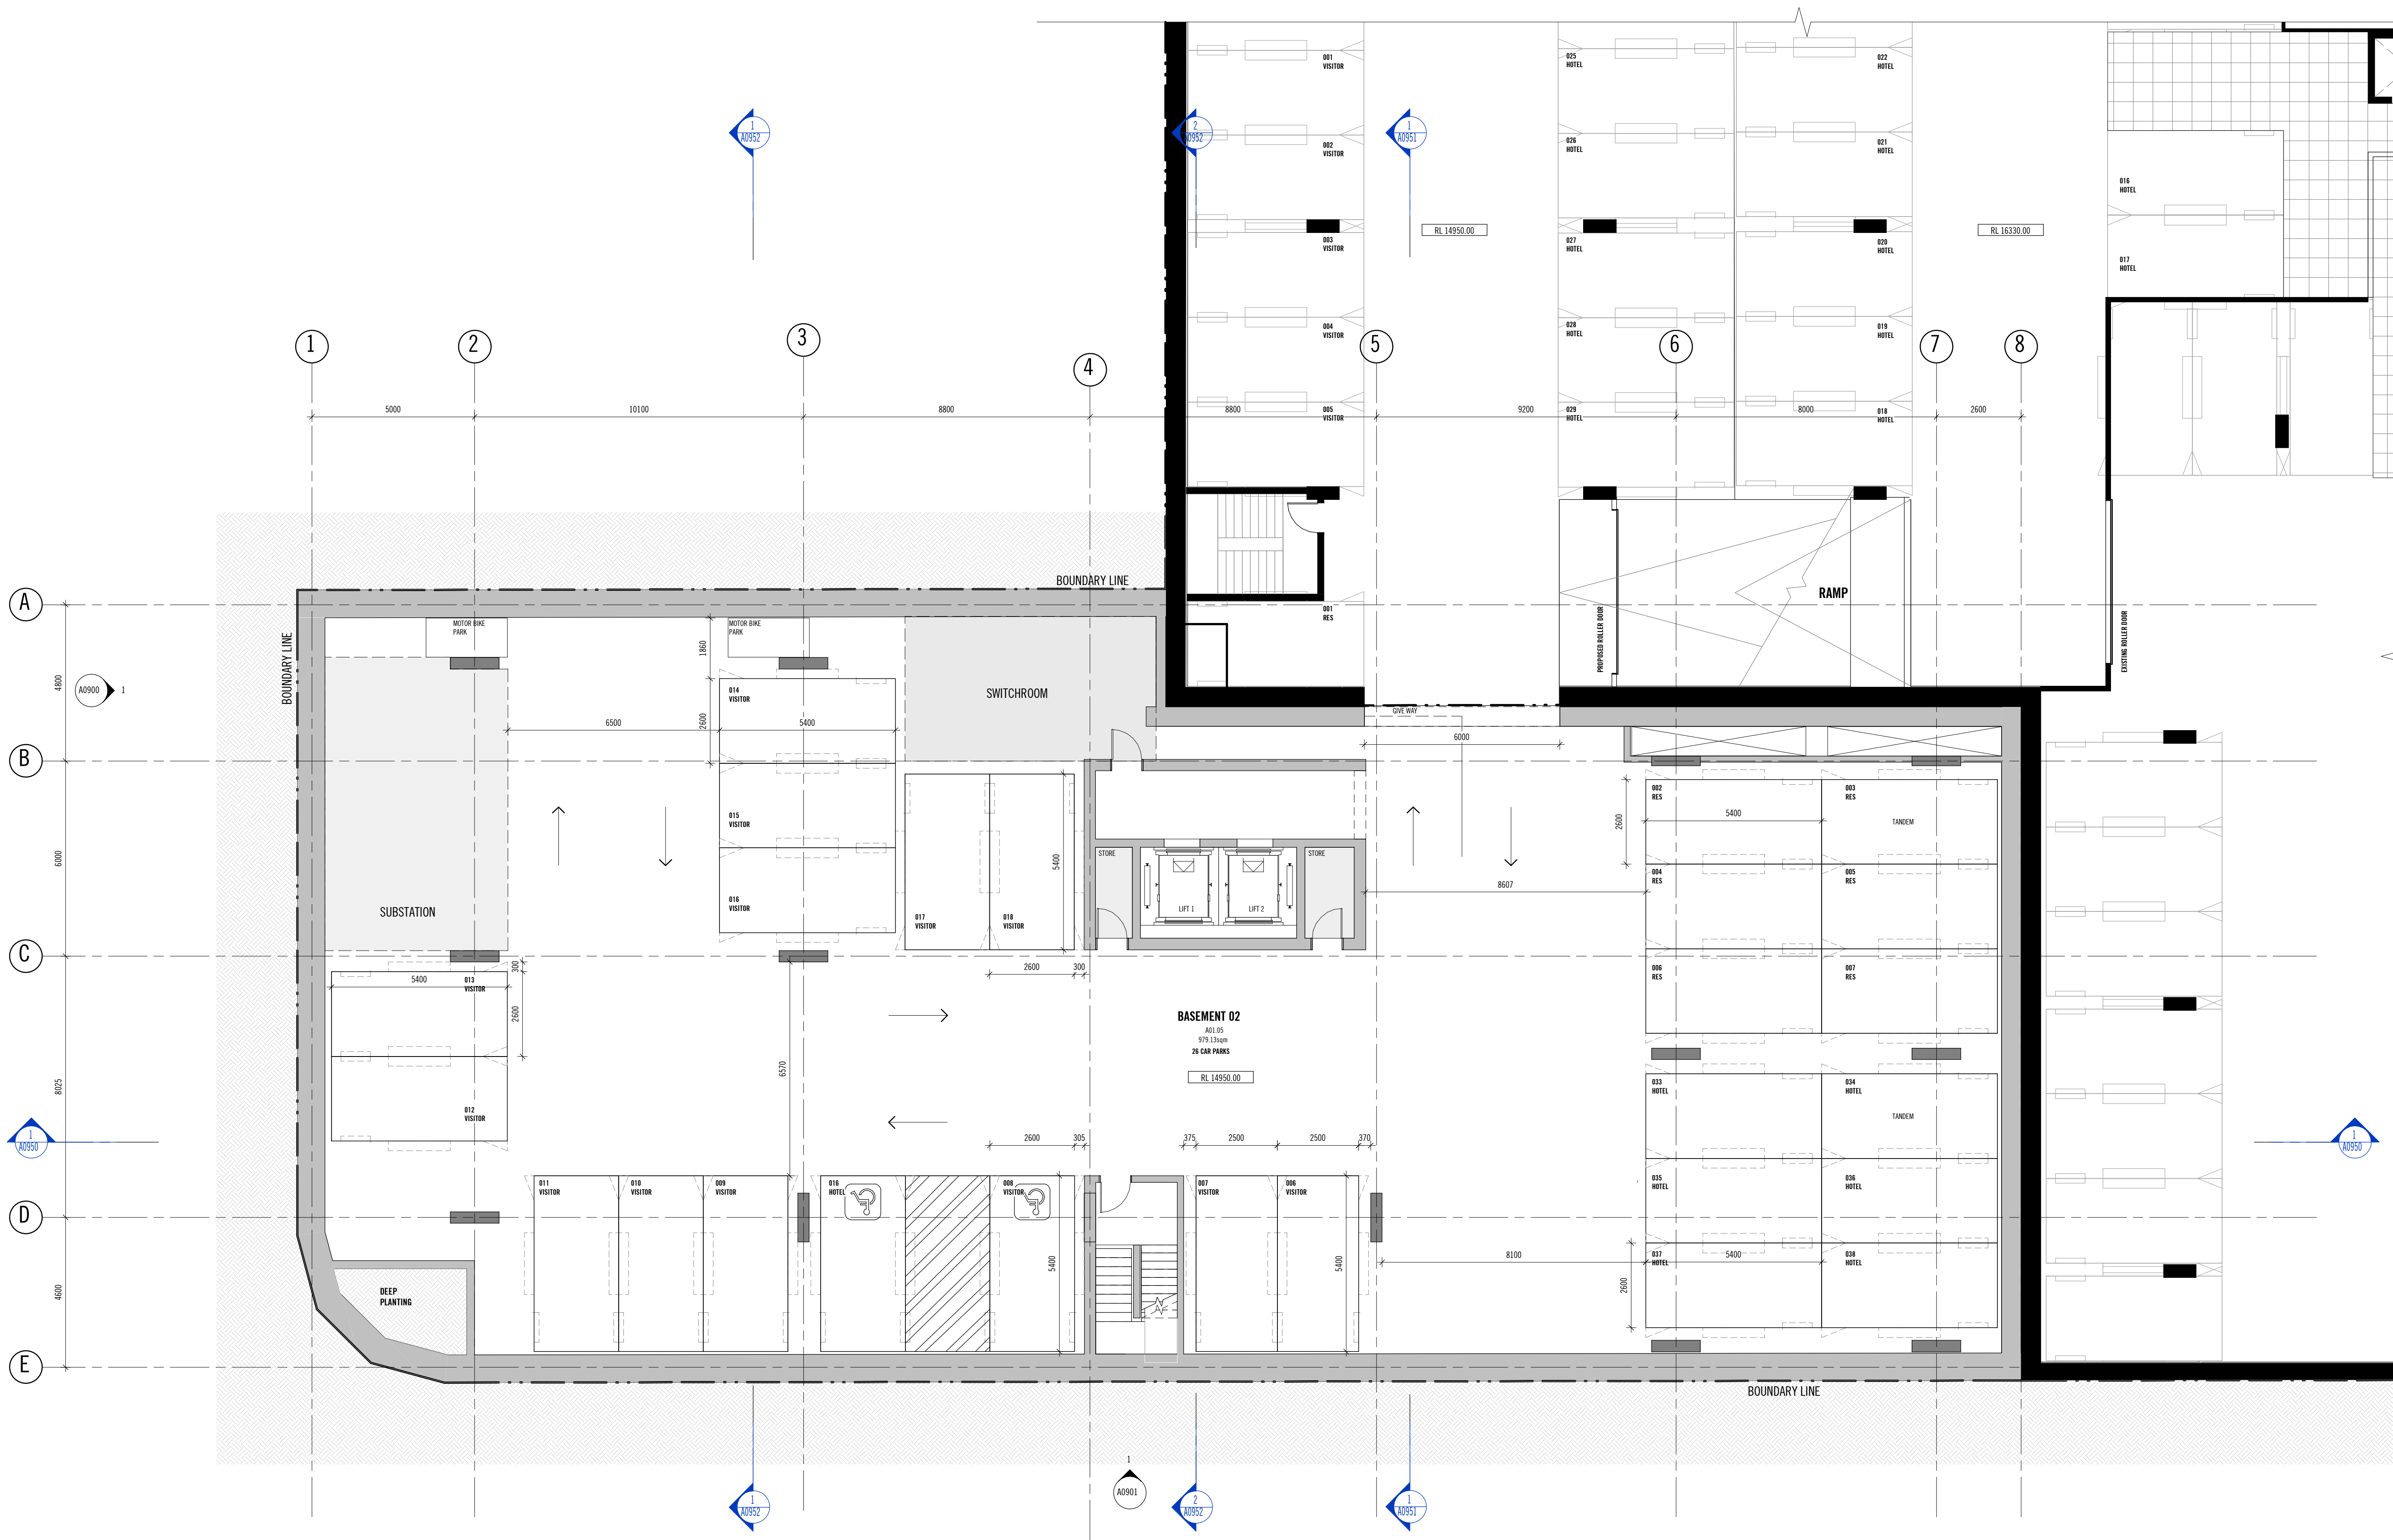 001
VISITOR
025
HOTEL
022
HOTEL
1
A0952
2
A0952
1
A0951
002
VISITOR
026
HOTEL
021
HOTEL
016
HOTEL
003
VISITOR
RL 14950.00
027
HOTEL
020
HOTEL
RL 16330.00
017
HOTEL
004
VISITOR
028
HOTEL
019
HOTEL
1
2
3
4
5
6
7
8
5000
10100
8800
8800
9200
8000
2600
005
VISITOR
029
HOTEL
018
HOTEL
BOUNDARY LINE
RAMP
A
001
RES
PROPOSED ROLLER DOOR
EXISTING ROLLER DOOR
BOUNDARY LINE
MOTOR BIKE
PARK
MOTOR BIKE
PARK
1860
4800
A0900
1
014
VISITOR
SWITCHROOM
GIVE WAY
6500
5400
2600
6000
B
002
RES
003
RES
5400
TANDEM
2600
015
VISITOR
6000
5400
STORE
STORE
004
RES
005
RES
8607
LIFT 1
LIFT 2
016
VISITOR
017
VISITOR
018
VISITOR
SUBSTATION
C
300
2600
300
006
RES
007
RES
5400
013
VISITOR
2600
BASEMENT 02
A01.05
979.13sqm
26 CAR PARKS
RL 14950.00
6570
8025
033
HOTEL
034
HOTEL
TANDEM
012
VISITOR
1
A0950
2600
305
375
2500
2500
370
1
A0950
011
VISITOR
010
VISITOR
009
VISITOR
016
HOTEL
008
VISITOR
007
VISITOR
006
VISITOR
035
HOTEL
036
HOTEL
D
5400
5400
8100
037
HOTEL
5400
038
HOTEL
2600
4600
DEEP
PLANTING
E
BOUNDARY LINE
1
A0952
1
A0901
2
A0952
1
A0951